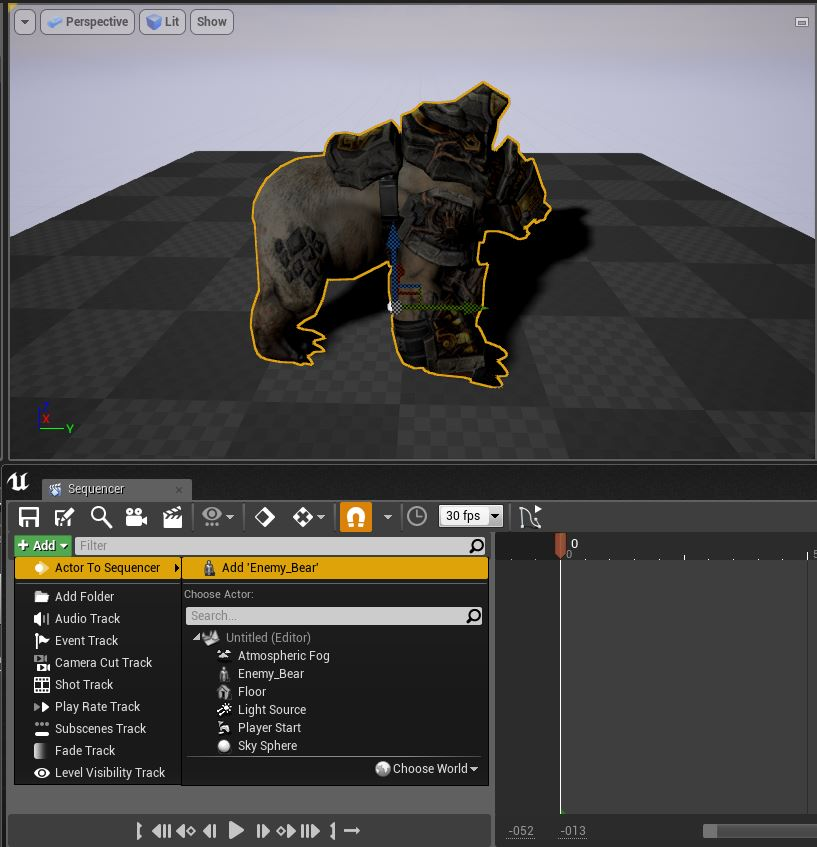 Perspective Lit Show
Z
X
Y
Sequencer
30 fps
+ Add Filter
0
0
5
Actor To Sequencer Add 'Enemy_Bear'
Choose Actor:
Add Folder
Search...
Audio Track
Untitled (Editor)
Event Track
Atmospheric Fog
Camera Cut Track
Enemy_Bear
Shot Track
Floor
Play Rate Track
Light Source
Subscenes Track
Player Start
Fade Track
Sky Sphere
Level Visibility Track
Choose World
-052 -013